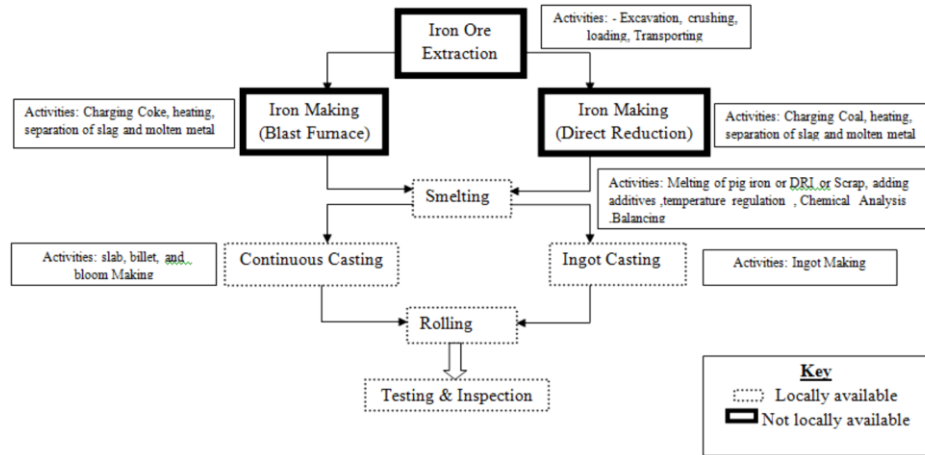 Iron Ore
Extraction
Activities: - Excavation, crushing,
loading, Transporting
Activities: Charging Coke, heating,
separation of slag and molten metal
Iron Making
(Blast Furnace)
Iron Making
(Direct Reduction)
Activities: Charging Coal, heating,
separation of slag and molten metal
Smelting
Activities: Melting of pig iron or DRI or Scrap, adding
additives ,temperature regulation , Chemical Analysis
.Balancing
Activities: slab, billet, and
bloom Making
Continuous Casting
Ingot Casting
Activities: Ingot Making
Rolling
Testing & Inspection
Key
Locally available
Not locally available